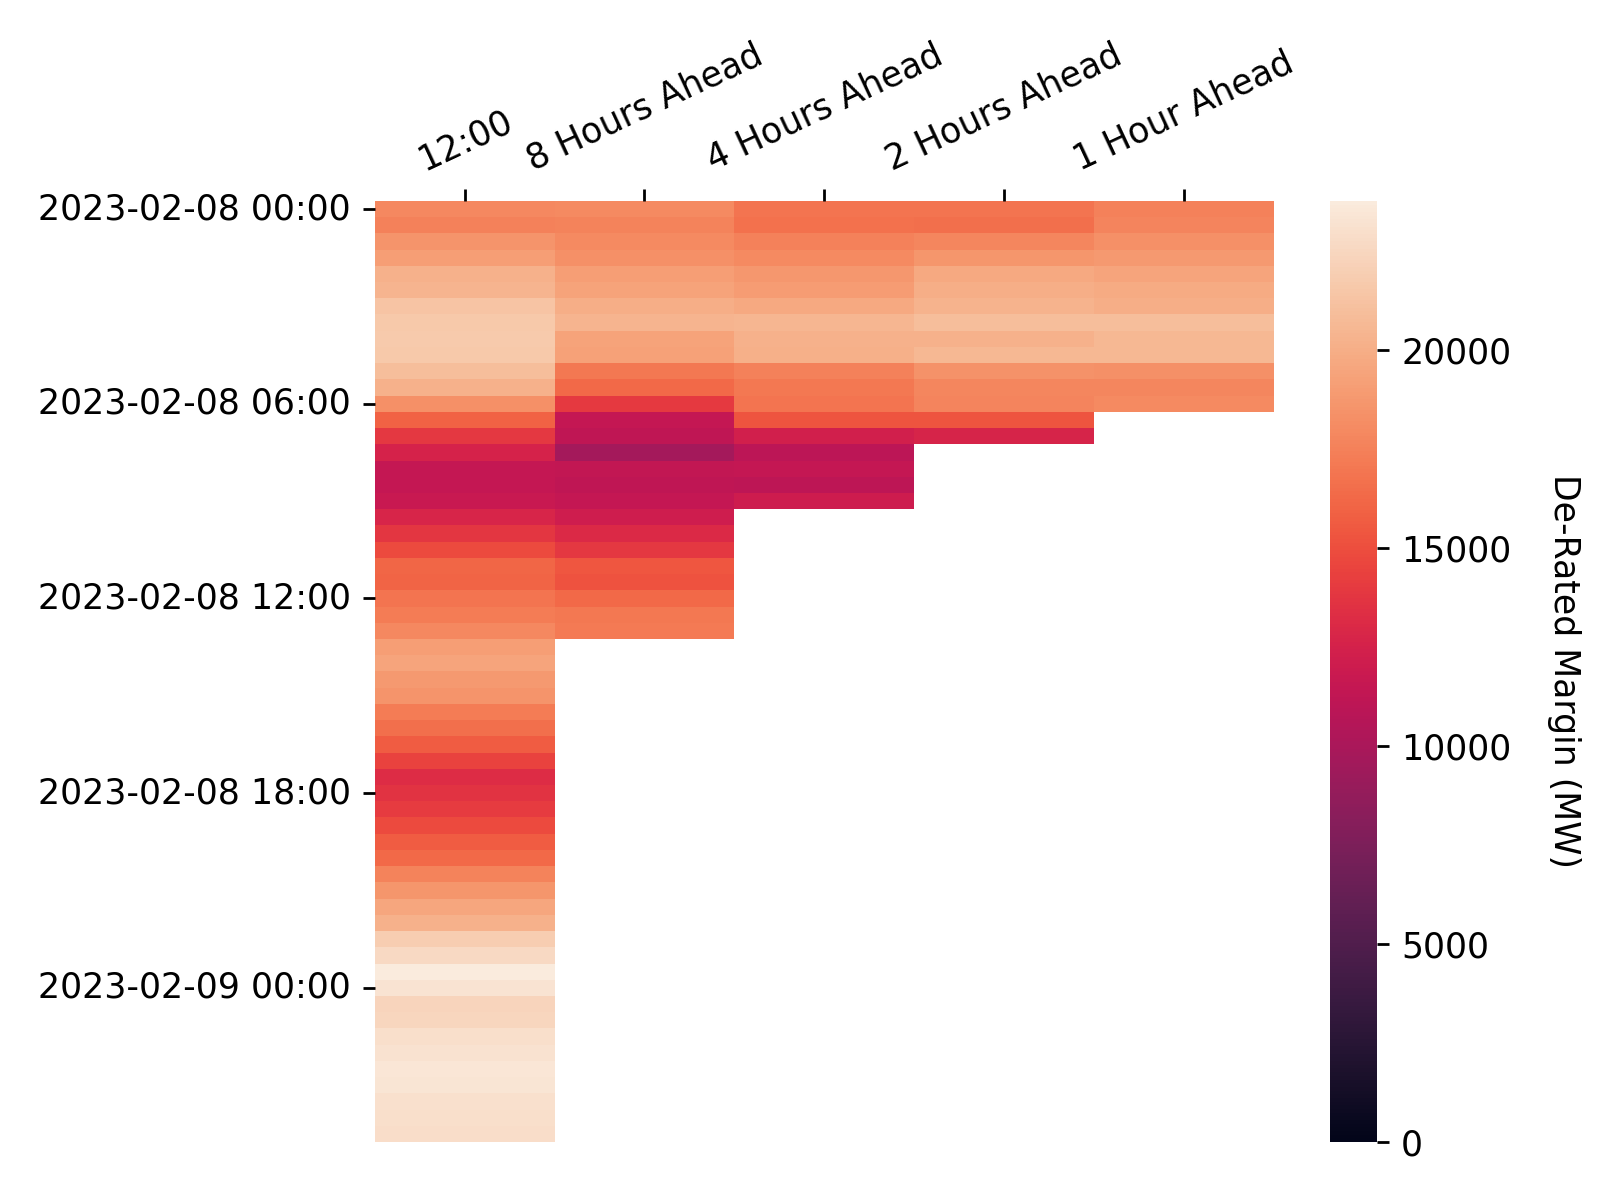 12:00
8 Hours Ahead
4 Hours Ahead
2 Hours Ahead
1 Hour Ahead
2023-02-08 00:00
2023-02-08 06:00
2023-02-08 12:00
2023-02-08 18:00
2023-02-09 00:00
20000
15000
10000
5000
0
De-Rated Margin (MW)